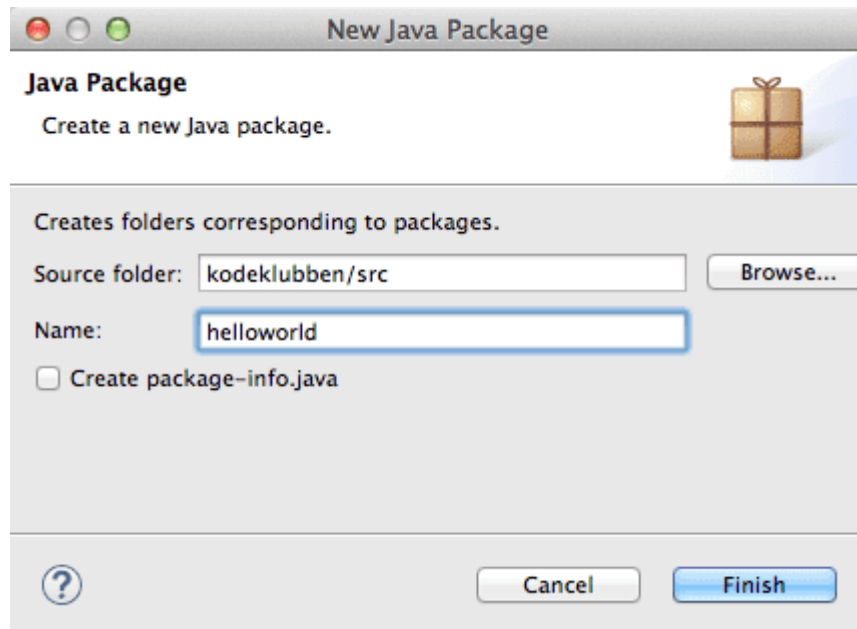 New Java Package
Java Package
Create a new Java package.
Creates folders corresponding to packages.
Source folder: kodeklubben/src Browse...
Name: helloworld
Create package-info.java
? Cancel Finish